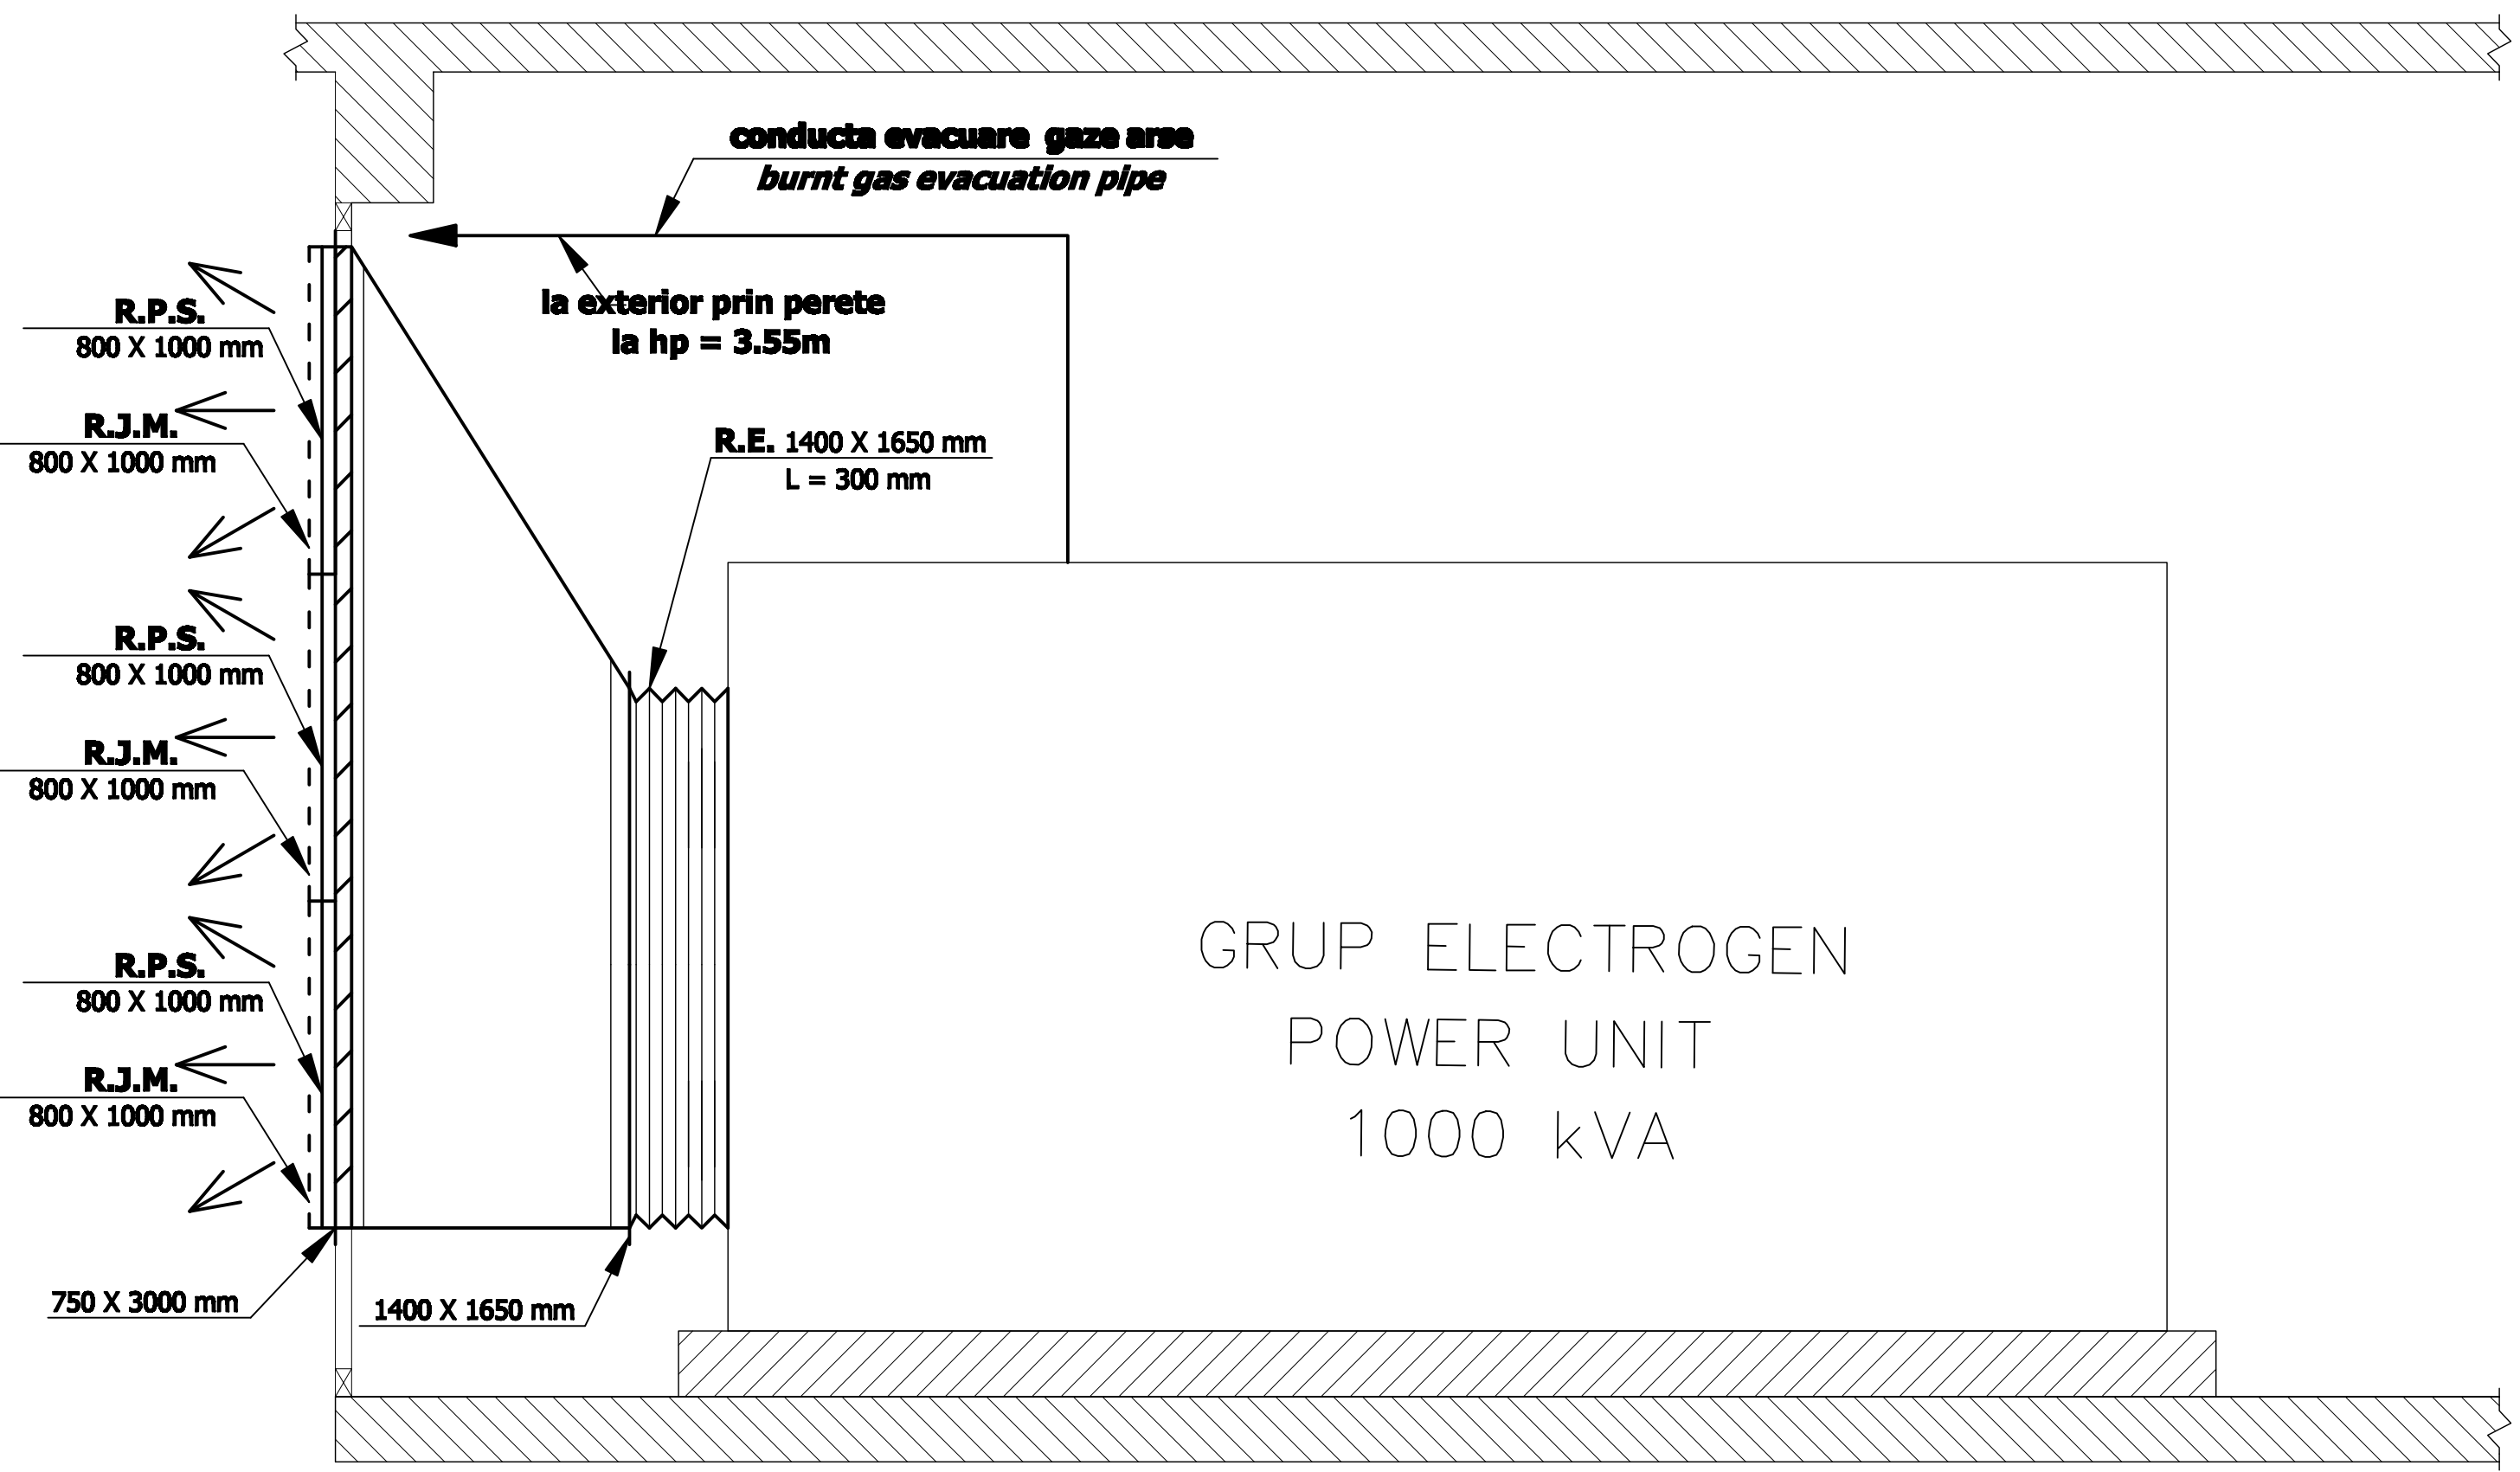 conducta evacuare gaze arse
burnt gas evacuation pipe
la exterior prin perete
la hp = 3.55m
R.P.S.
800 X 1000 mm
R.J.M.
800 X 1000 mm
R.E. 1400 X 1650 mm
L = 300 mm
R.P.S.
800 X 1000 mm
R.J.M.
800 X 1000 mm
R.P.S.
800 X 1000 mm
R.J.M.
800 X 1000 mm
GRUP ELECTROGEN
POWER UNIT
1000 kVA
750 X 3000 mm
1400 X 1650 mm